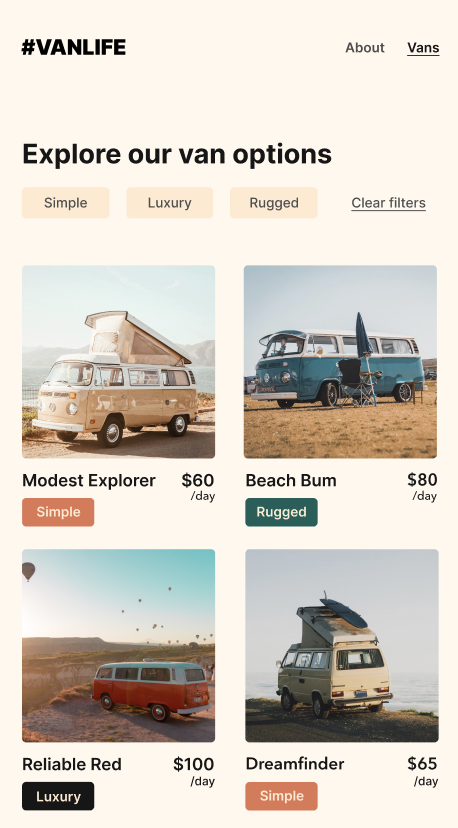 #VANLIFE
About Vans
Explore our van options
Simple Luxury Rugged Clear filters
Modest Explorer $60
/day
Simple
Beach Bum $80
/day
Rugged
Reliable Red $100
/day
Luxury
Dreamfinder $65
/day
Simple